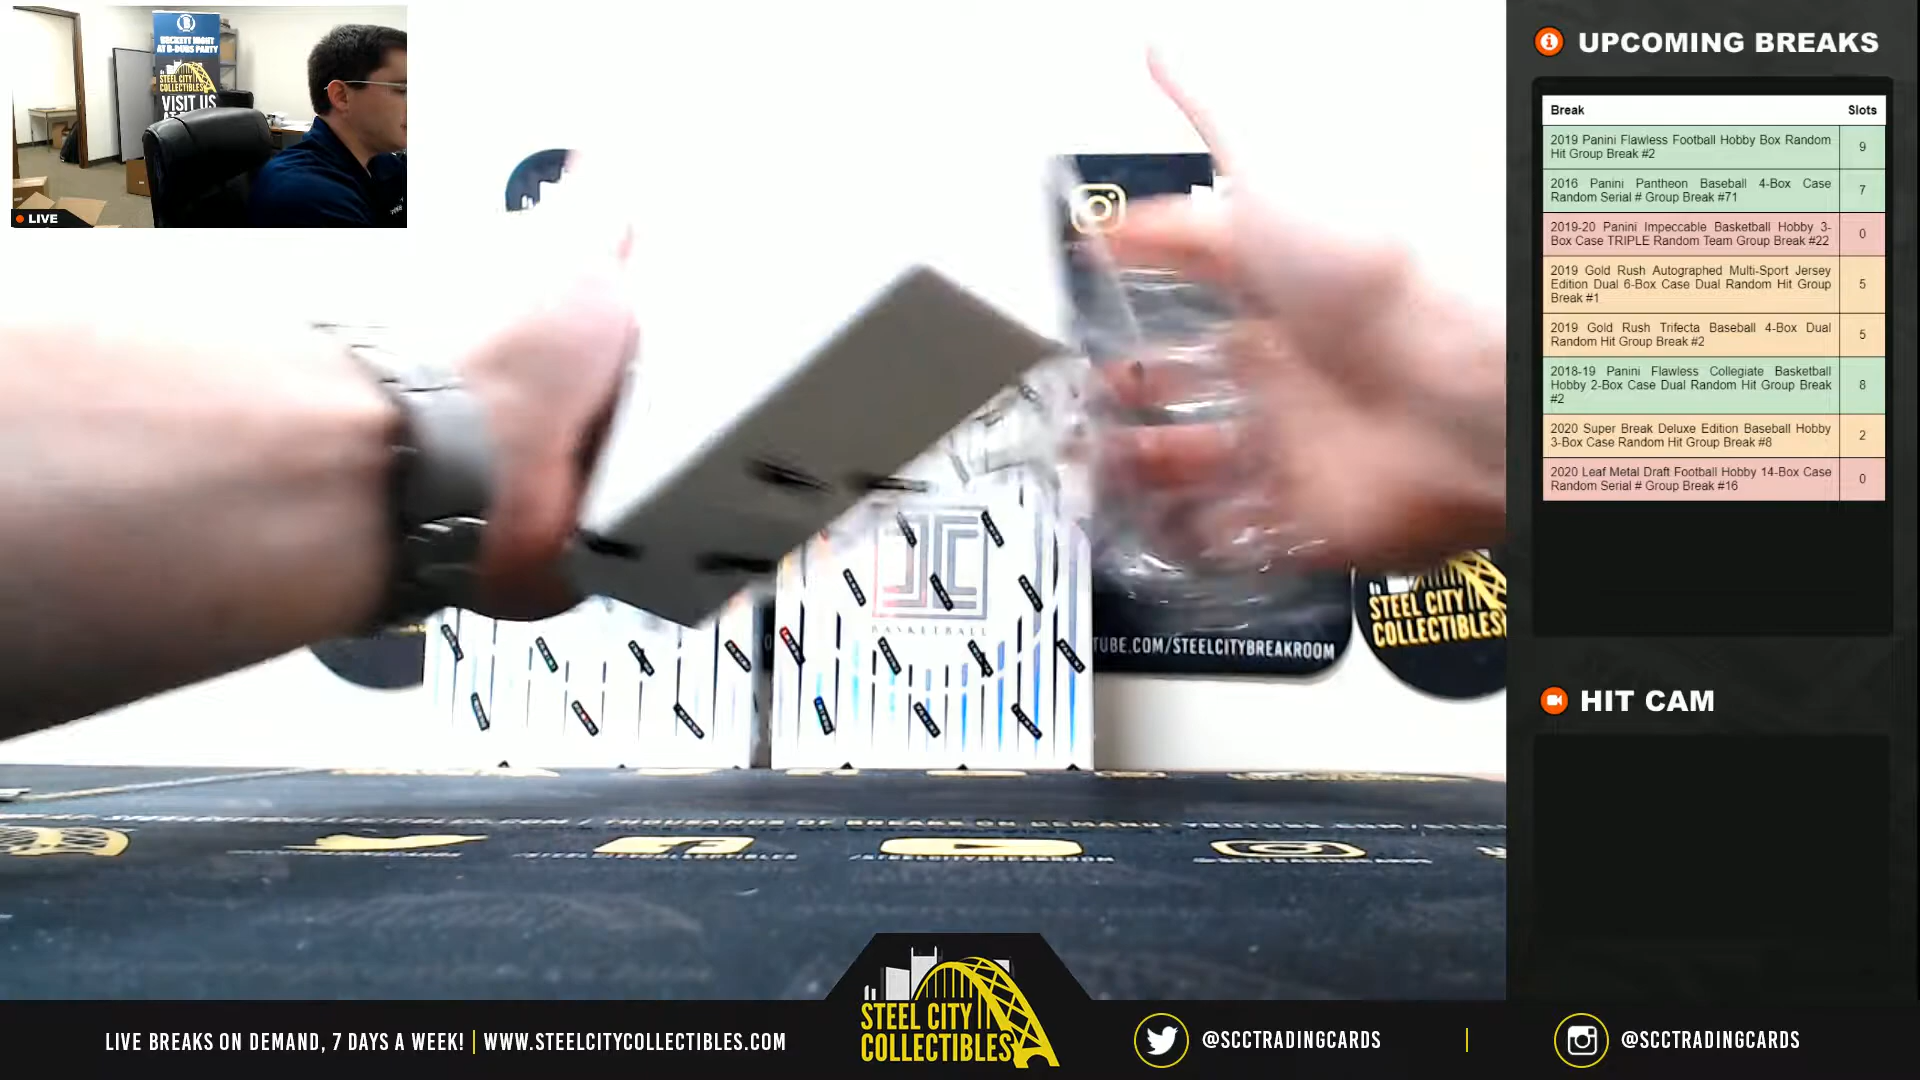 BECKETT NIGHT
AT B-DUBS PARTY
STEEL CITY
COLLECTIBLES
VISIT US
LIVE
UPCOMING BREAKS
Break Slots
2019 Panini Flawless Football Hobby Box Random
Hit Group Break #2
9
2016 Panini Pantheon Baseball 4-Box Case
Random Serial # Group Break #71
7
2019-20 Panini Impeccable Basketball Hobby 3-
Box Case TRIPLE Random Team Group Break #22
0
2019 Gold Rush Autographed Multi-Sport Jersey
Edition Dual 6-Box Case Dual Random Hit Group
Break #1
5
2019 Gold Rush Trifecta Baseball 4-Box Dual
Random Hit Group Break #2
5
2018-19 Panini Flawless Collegiate Basketball
Hobby 2-Box Case Dual Random Hit Group Break
#2
8
2020 Super Break Deluxe Edition Baseball Hobby
3-Box Case Random Hit Group Break #8
2
2020 Leaf Metal Draft Football Hobby 14-Box Case
Random Serial # Group Break #16
0
BASKETBALL
TUBE.COM/STEELCITYBREAKROOM
STEEL CITY
COLLECTIBLES
HIT CAM
STEEL CITY
COLLECTIBLES
LIVE BREAKS ON DEMAND, 7 DAYS A WEEK! | WWW.STEELCITYCOLLECTIBLES.COM
@SCCTRADINGCARDS | @SCCTRADINGCARDS